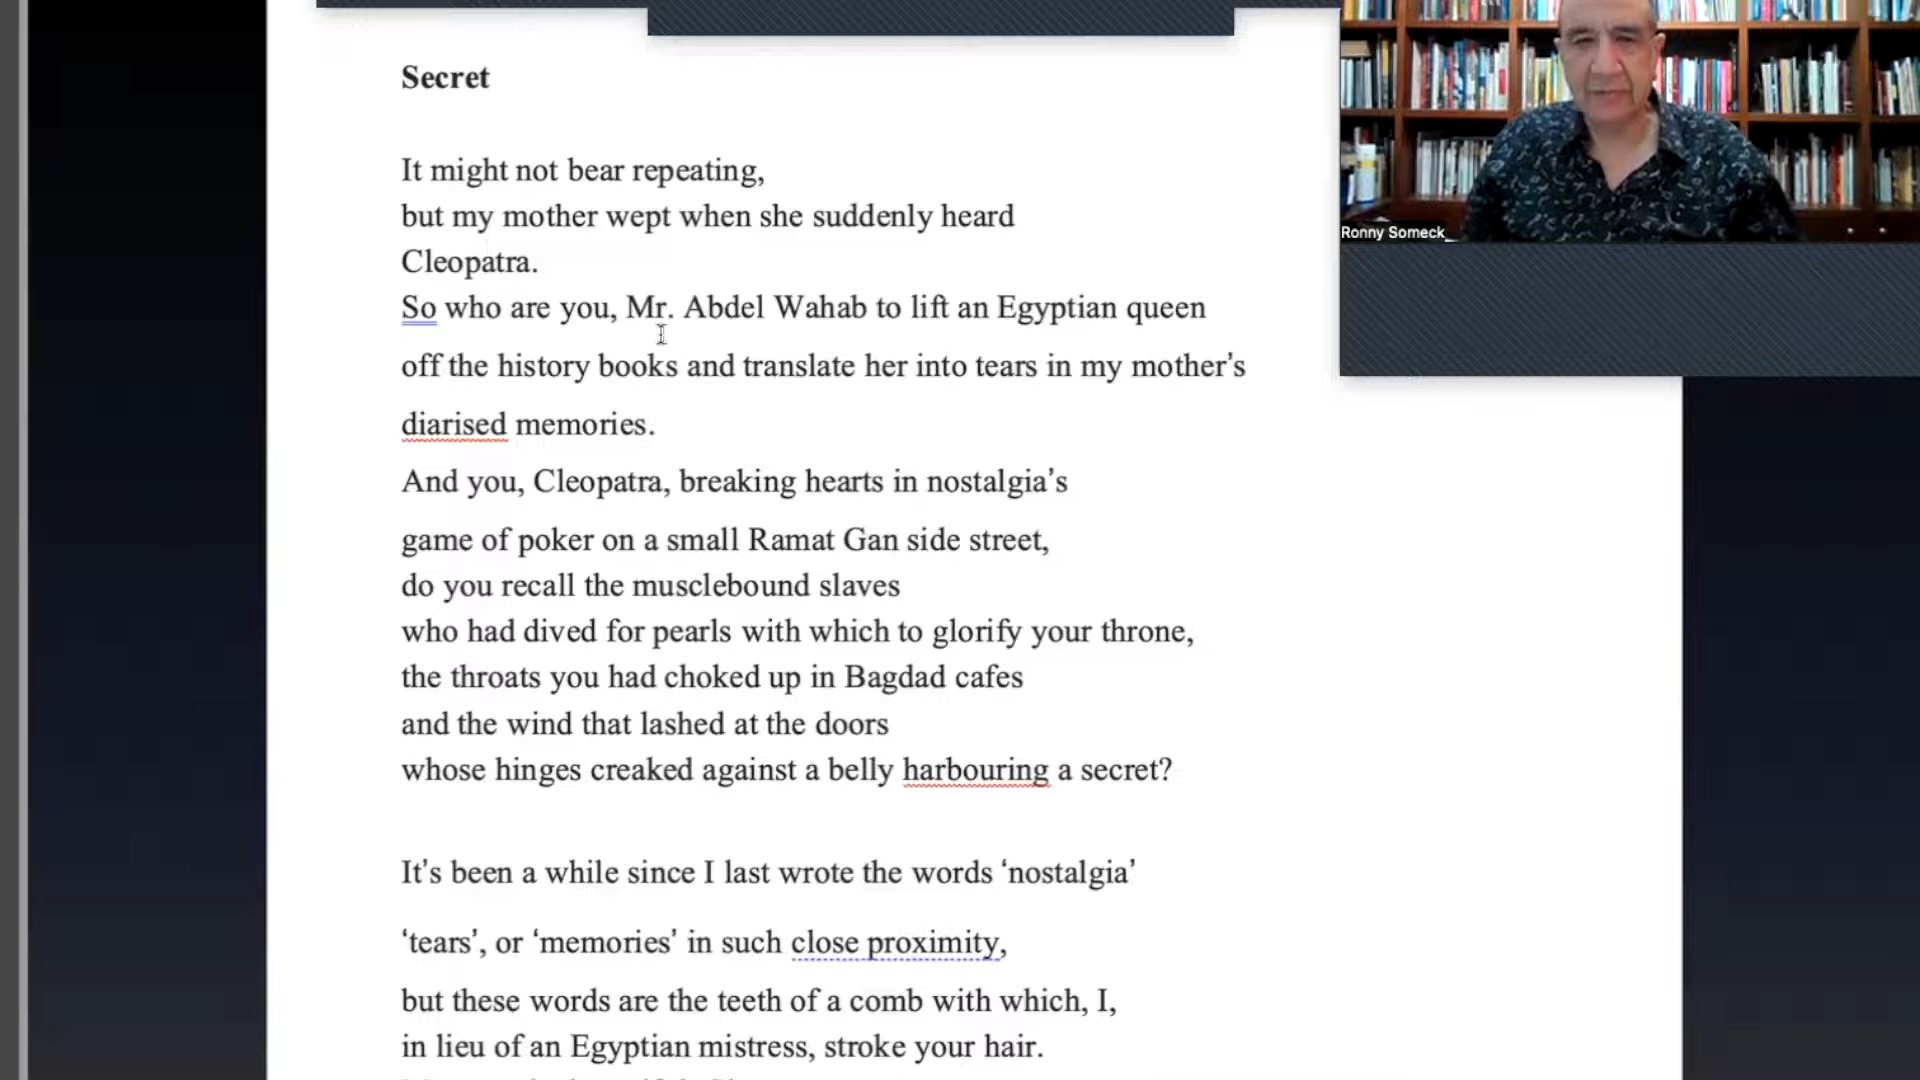 Secret
It might not bear repeating,
but my mother wept when she suddenly heard
Cleopatra.
So who are you, Mr. Abdel Wahab to lift an Egyptian queen
off the history books and translate her into tears in my mother’s
diarised memories.
And you, Cleopatra, breaking hearts in nostalgia’s
game of poker on a small Ramat Gan side street,
do you recall the musclebound slaves
who had dived for pearls with which to glorify your throne,
the throats you had choked up in Bagdad cafes
and the wind that lashed at the doors
whose hinges creaked against a belly harbouring a secret?
It’s been a while since I last wrote the words ‘nostalgia’
‘tears’, or ‘memories’ in such close proximity,
but these words are the teeth of a comb with which, I,
in lieu of an Egyptian mistress, stroke your hair.
Ronny Someck